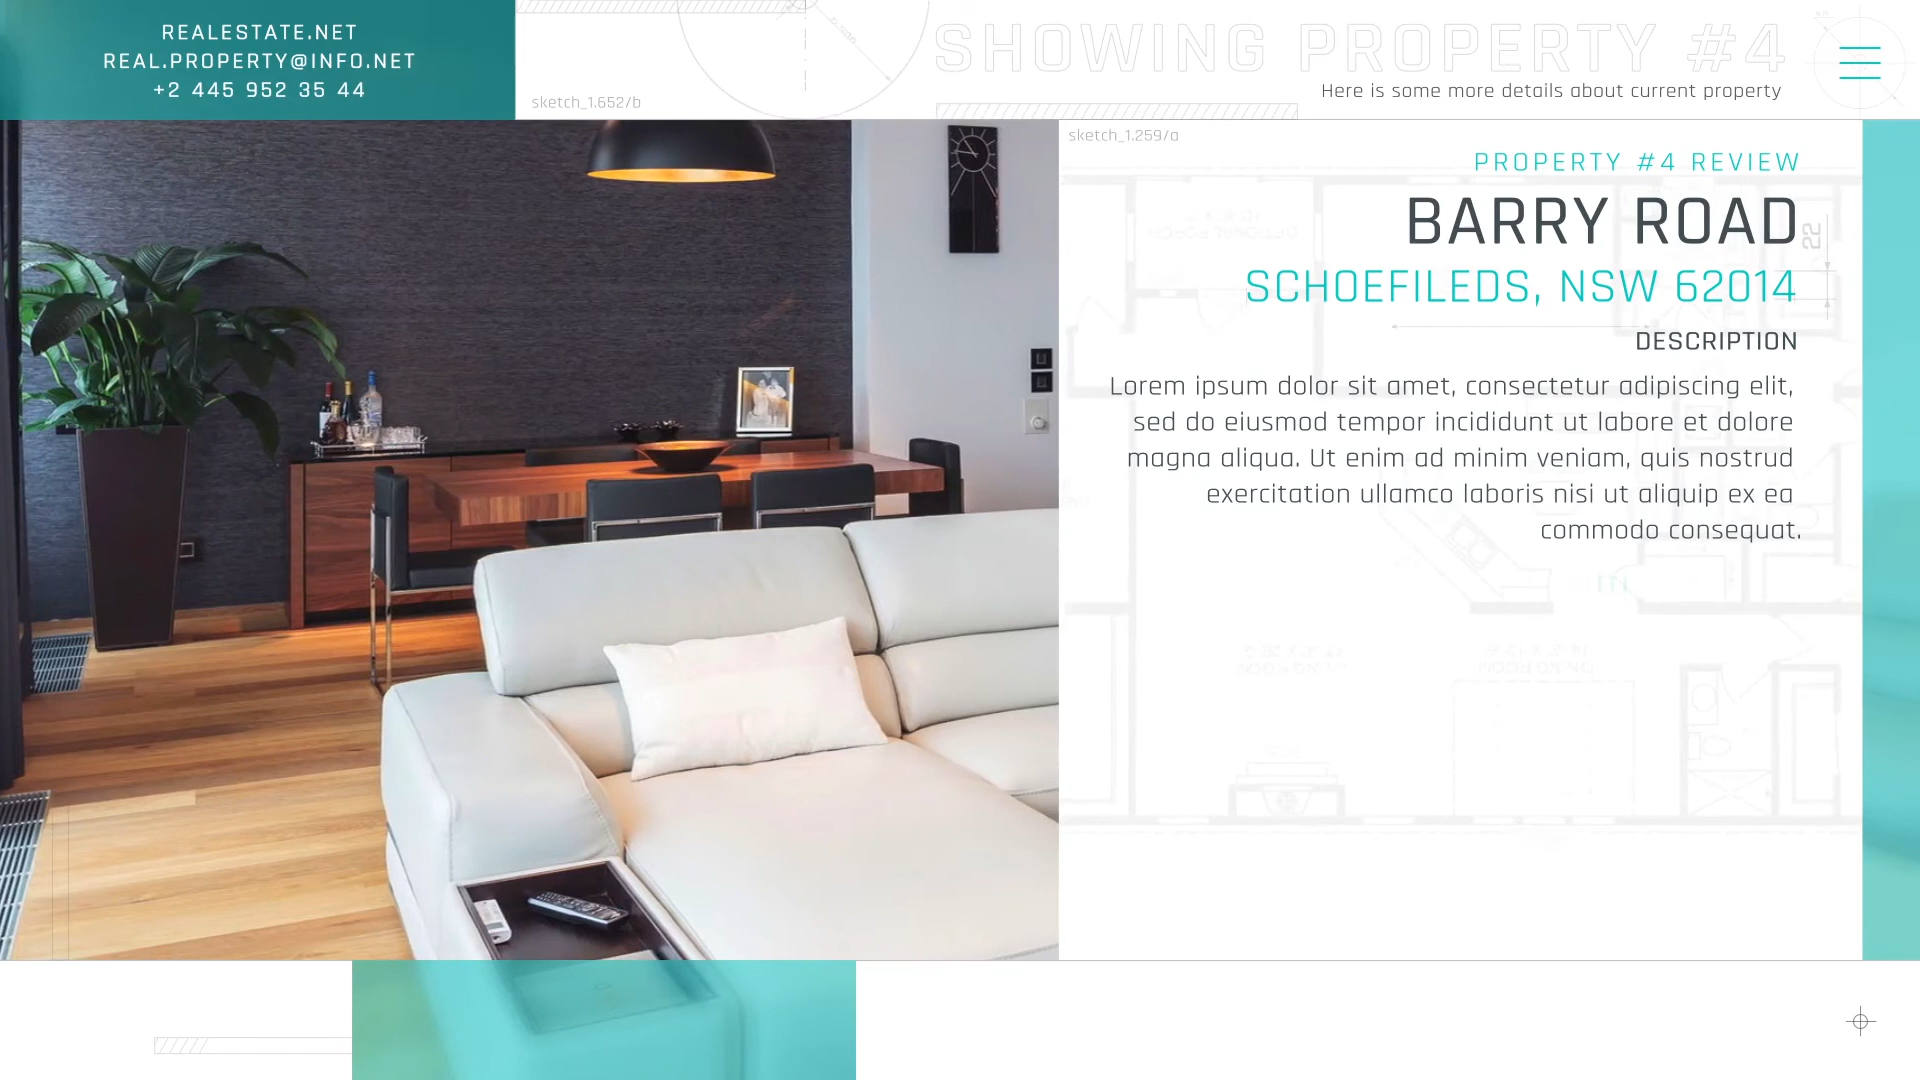 REALESTATE.NET
REAL.PROPERTY@INFO.NET
+2 445 952 35 44
sketch_1.652/b
SHOWING PROPERTY #4
Here is some more details about current property
sketch_1.259/a
PROPERTY #4 REVIEW
BARRY ROAD
22
SCHOEFILEDS, NSW 62014
DESCRIPTION
Lorem ipsum dolor sit amet, consectetur adipiscing elit,
sed do eiusmod tempor incididunt ut labore et dolore
magna aliqua. Ut enim ad minim veniam, quis nostrud
exercitation ullamco laboris nisi ut aliquip ex ea
commodo consequat.